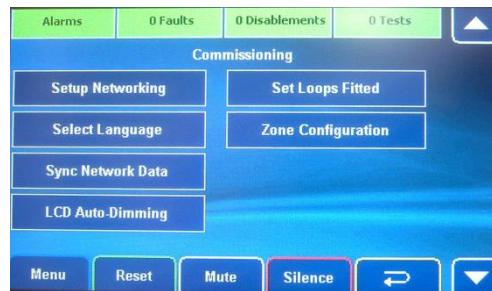 Alarms 0 Faults 0 Disablements 0 Tests
Commissioning
Setup Networking Set Loops Fitted
Select Language Zone Configuration
Sync Network Data
LCD Auto-Dimming
Menu Reset Mute Silence